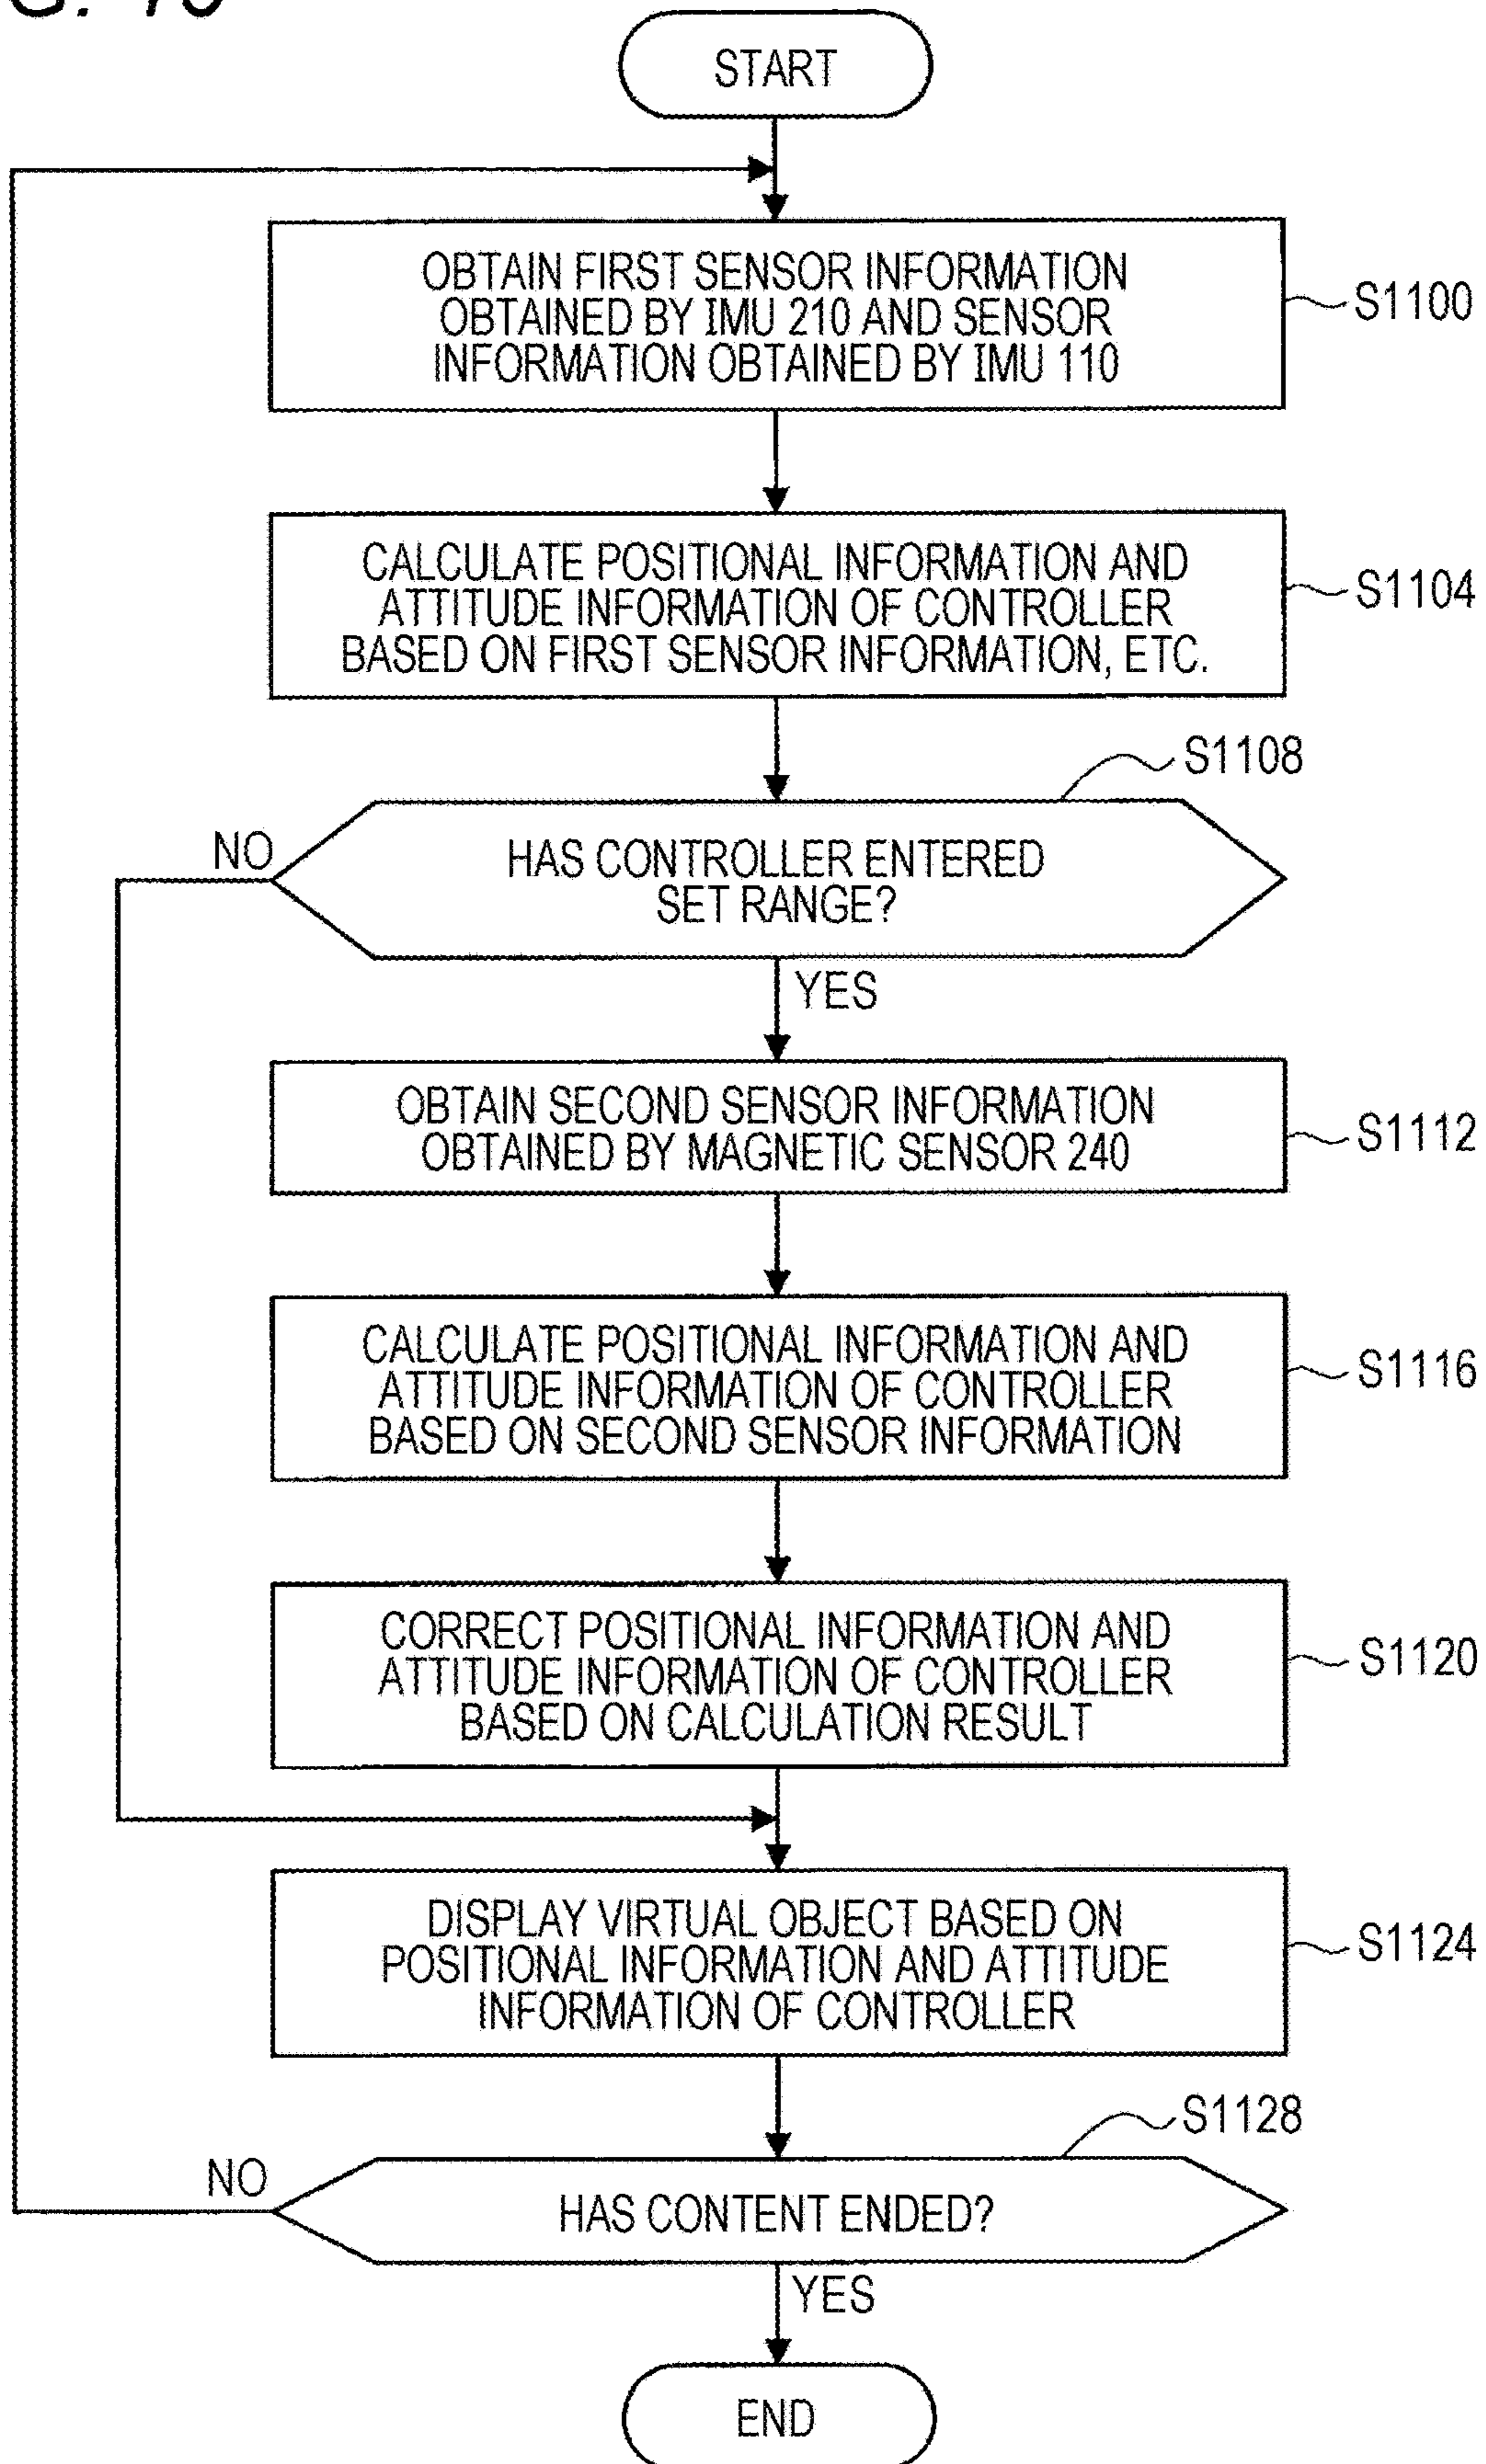 START
OBTAIN FIRST SENSOR INFORMATION
OBTAINED BY IMU 210 AND SENSOR
INFORMATION OBTAINED BY IMU 110
S1100
CALCULATE POSITIONAL INFORMATION AND
ATTITUDE INFORMATION OF CONTROLLER
BASED ON FIRST SENSOR INFORMATION, ETC.
S1104
S1108
NO
HAS CONTROLLER ENTERED
SET RANGE?
YES
OBTAIN SECOND SENSOR INFORMATION
OBTAINED BY MAGNETIC SENSOR 240
S1112
CALCULATE POSITIONAL INFORMATION AND
ATTITUDE INFORMATION OF CONTROLLER
BASED ON SECOND SENSOR INFORMATION
S1116
CORRECT POSITIONAL INFORMATION AND
ATTITUDE INFORMATION OF CONTROLLER
BASED ON CALCULATION RESULT
S1120
DISPLAY VIRTUAL OBJECT BASED ON
POSITIONAL INFORMATION AND ATTITUDE
INFORMATION OF CONTROLLER
S1124
S1128
NO
HAS CONTENT ENDED?
YES
END